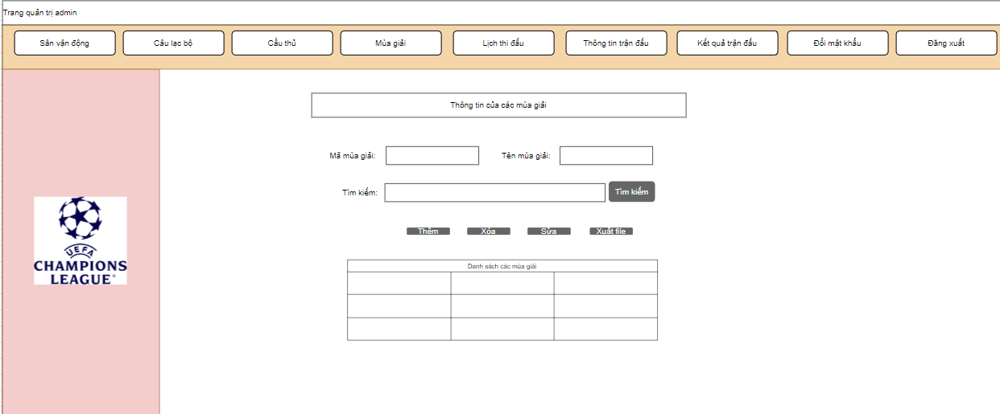 Trang quản trị admin
Sân vận động
Câu lạc bộ
Cầu thủ
Mùa giải
Lịch thi đấu
Thông tin trận đấu
Kết quả trận đấu
Đổi mật khẩu
Đăng xuất
Thông tin của các mùa giải
Mã mùa giải:
Tên mùa giải:
Tìm kiếm:
Tìm kiếm
UEFA
CHAMPIONS
LEAGUE®
Thêm
Xóa
Sửa
Xuất file
Danh sách các mùa giải